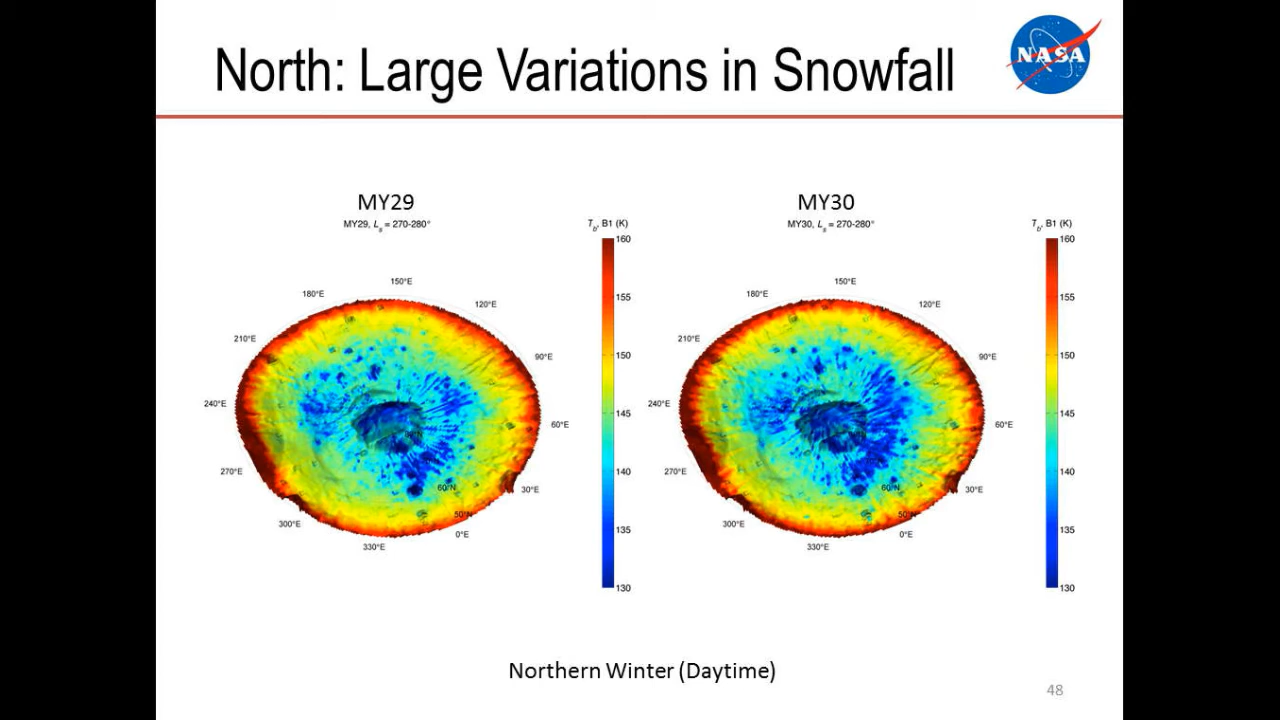 North: Large Variations in Snowfall
NASA
MY29
MY29, Ls = 270-280°
Tb, B1 (K)
160
155
150
145
140
135
130
150°E
180°E
120°E
210°E
90°E
240°E
60°E
270°E
30°E
300°E
0°E
330°E
60°N
50°N
MY30
MY30, Ls = 270-280°
Tb, B1 (K)
160
155
150
145
140
135
130
150°E
180°E
120°E
210°E
90°E
240°E
60°E
270°E
30°E
300°E
0°E
330°E
60°N
50°N
Northern Winter (Daytime)
48